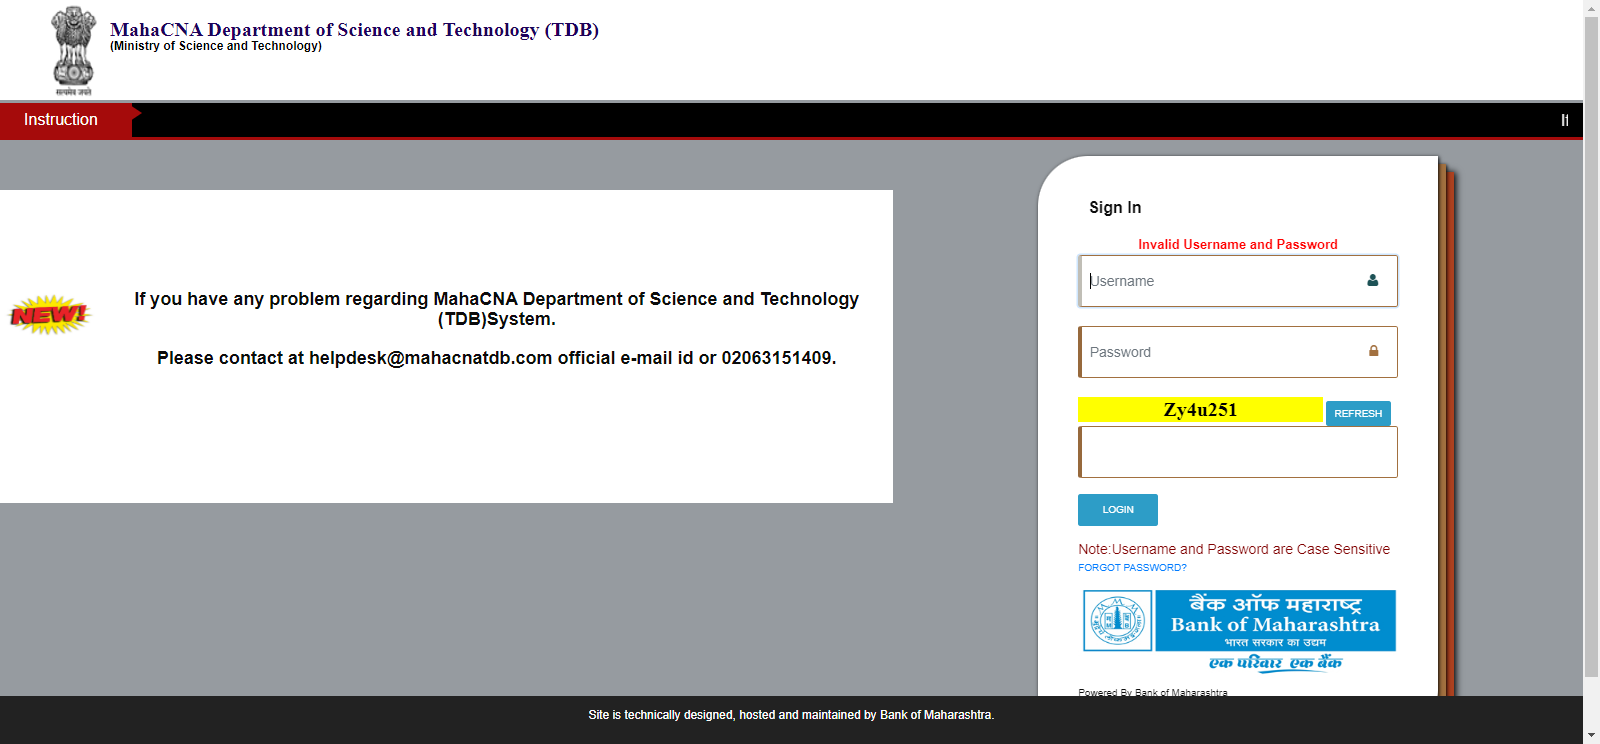 सत्यमेव जयते
MahaCNA Department of Science and Technology (TDB)
(Ministry of Science and Technology)
Instruction
NEW!
If you have any problem regarding MahaCNA Department of Science and Technology
(TDB)System.
Please contact at helpdesk@mahacnatdb.com official e-mail id or 02063151409.
Sign In
Invalid Username and Password
Username
Password
Zy4u251
REFRESH
LOGIN
Note:Username and Password are Case Sensitive
FORGOT PASSWORD?
बैंक ऑफ महाराष्ट्र
Bank of Maharashtra
भारत सरकार का उद्यम
एक परिवार एक बैंक
Powered By Bank of Maharashtra
Site is technically designed, hosted and maintained by Bank of Maharashtra.